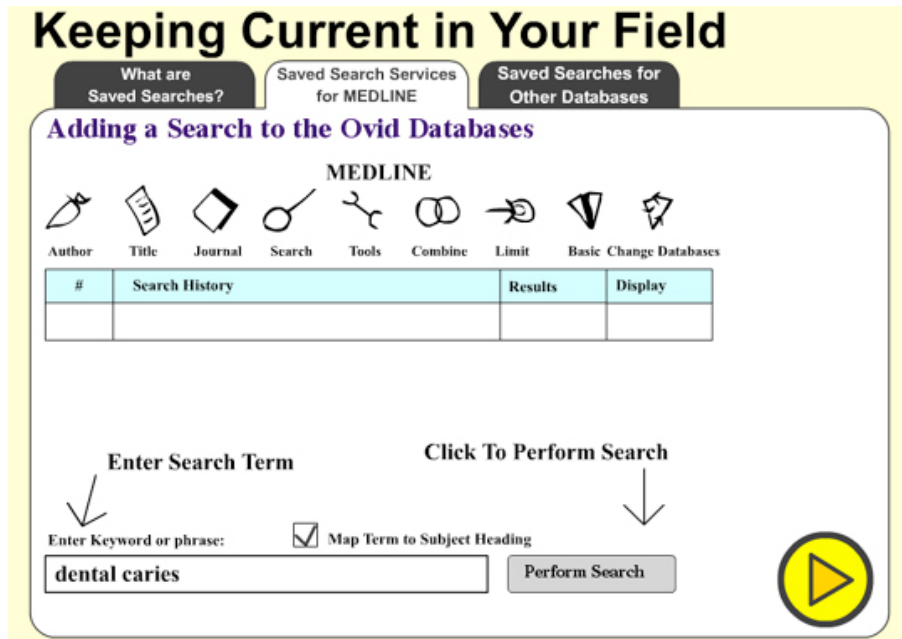 Keeping Current in Your Field
What are
Saved Searches?
Saved Search Services
for MEDLINE
Saved Searches for
Other Databases
Adding a Search to the Ovid Databases
MEDLINE
Author Title Journal Search Tools Combine Limit Basic Change Databases
# Search History Results Display
Enter Search Term
Click To Perform Search
Enter Keyword or phrase: Map Term to Subject Heading
dental caries Perform Search